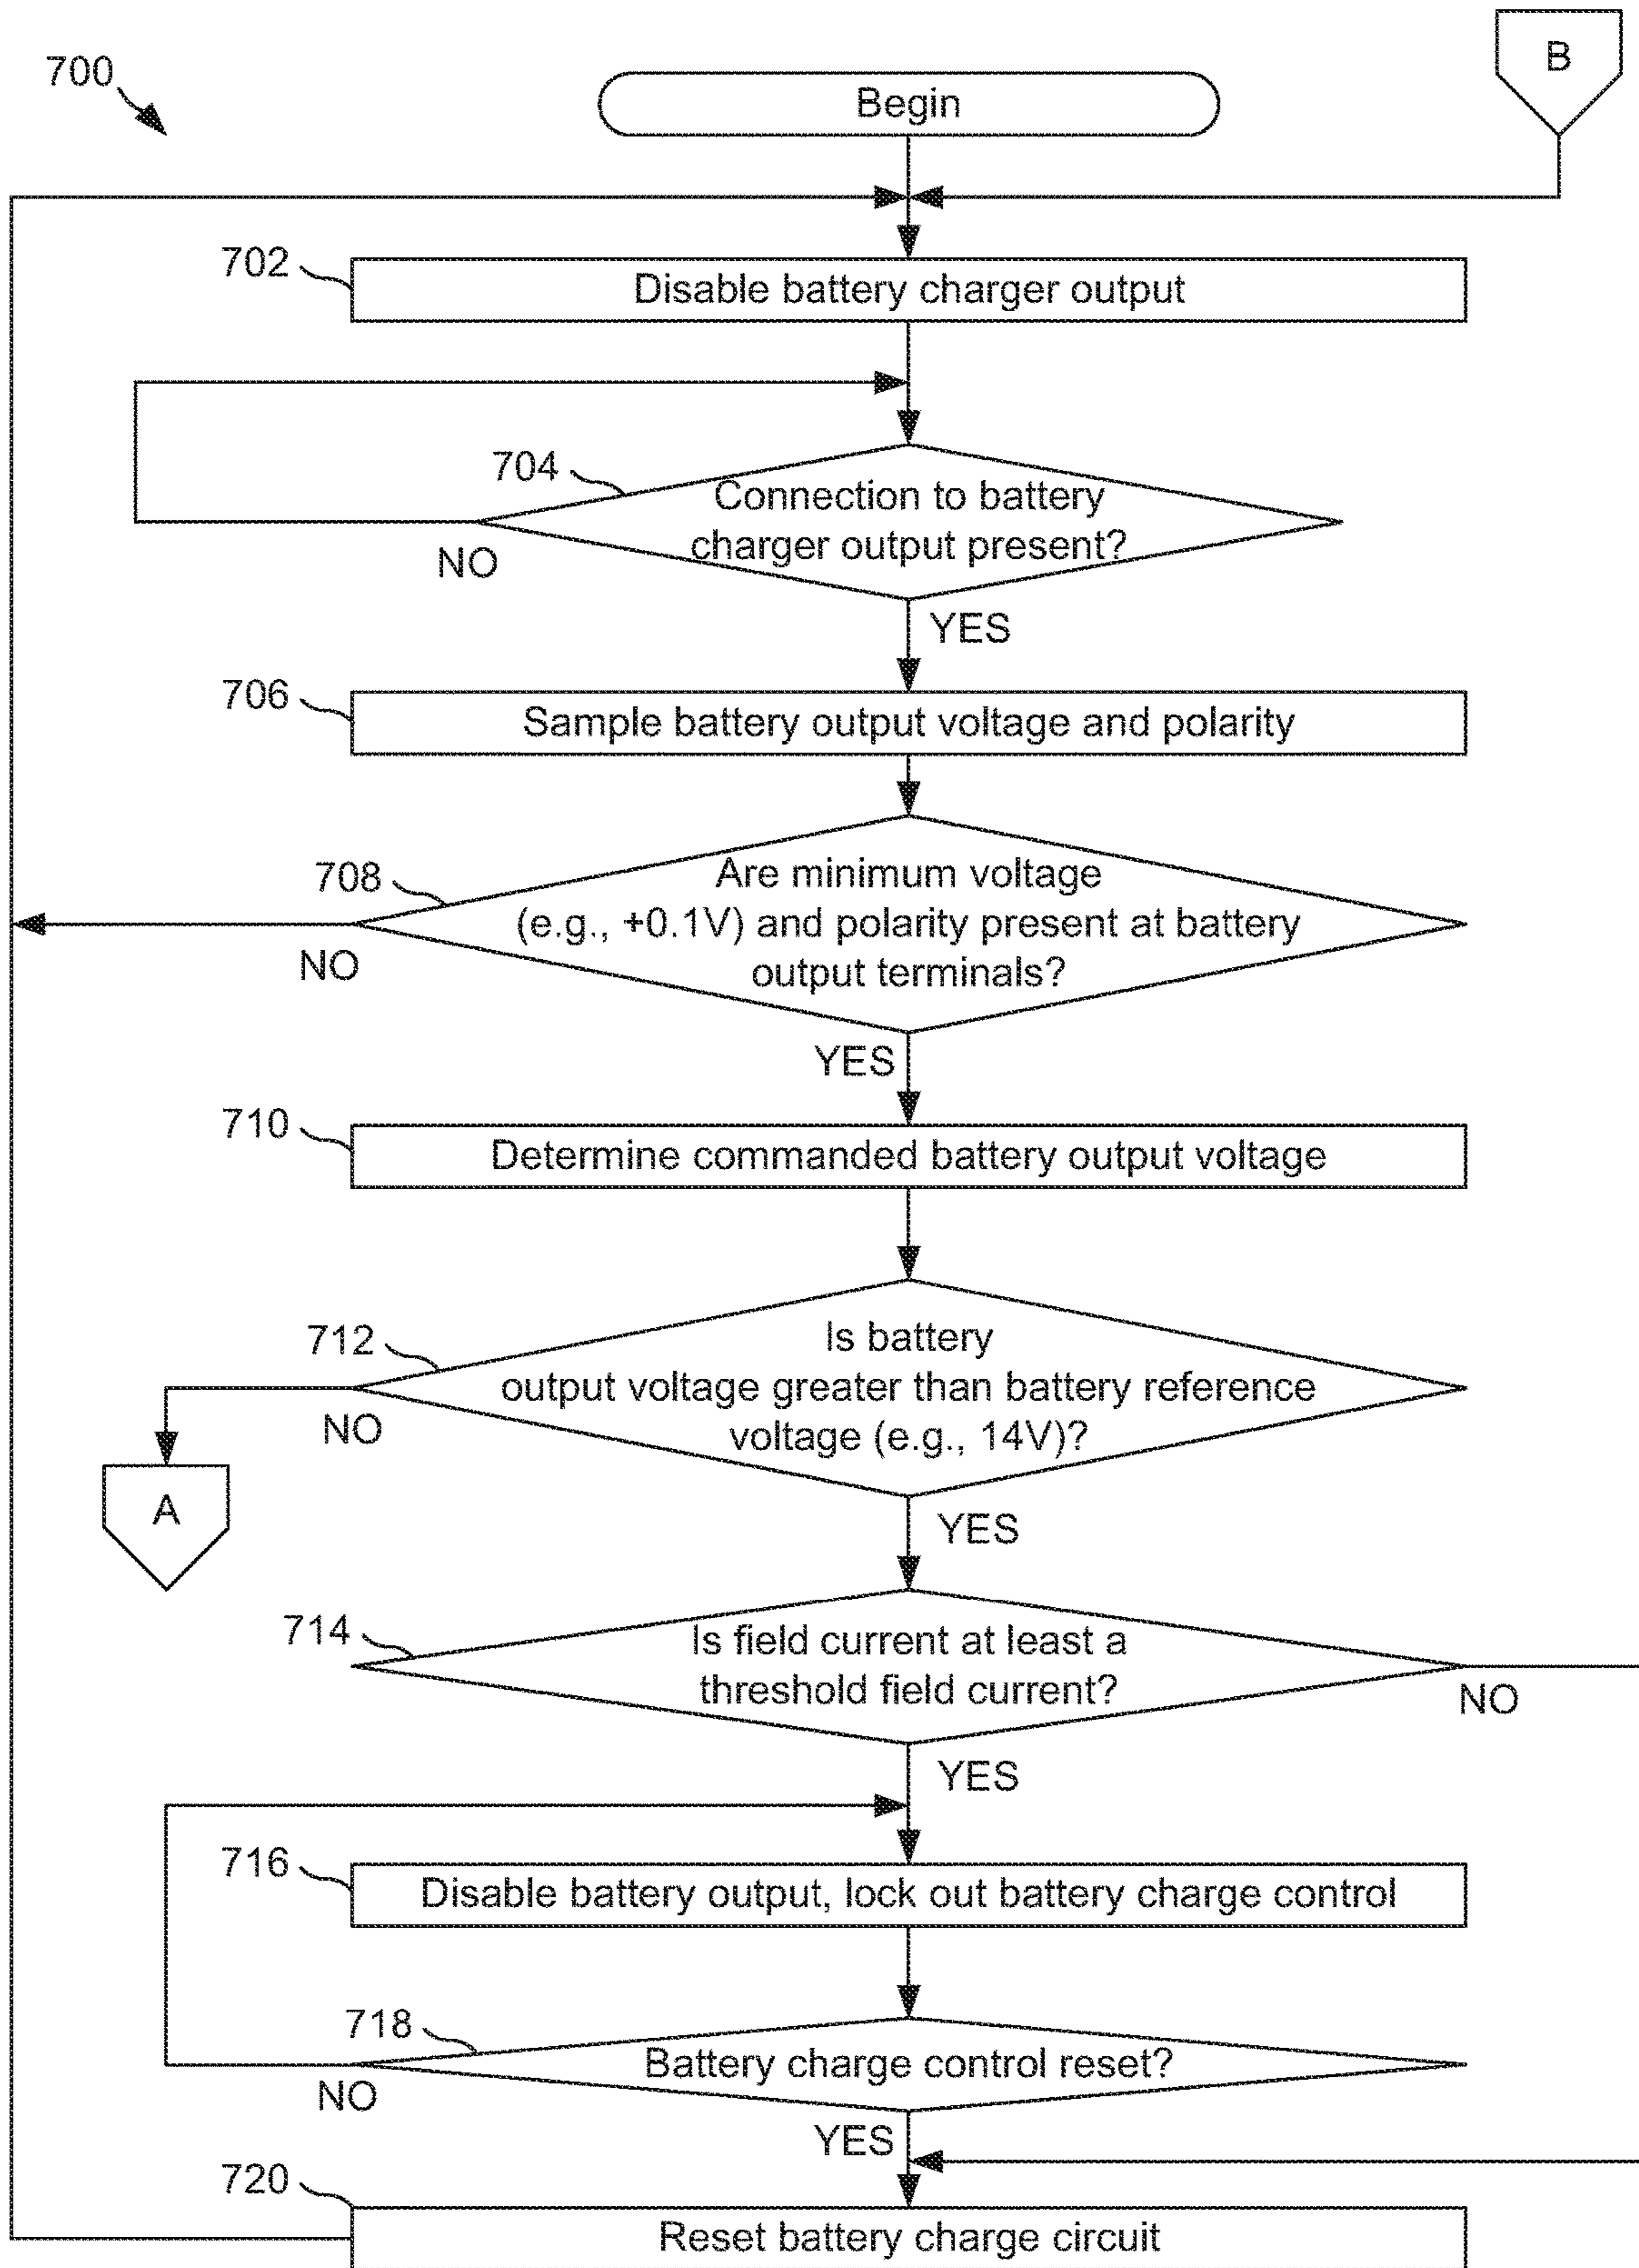 700
B
Begin
702
Disable battery charger output
704
Connection to battery
charger output present?
NO
YES
706
Sample battery output voltage and polarity
708
Are minimum voltage
(e.g., +0.1V) and polarity present at battery
output terminals?
NO
YES
710
Determine commanded battery output voltage
712
Is battery
output voltage greater than battery reference
voltage (e.g., 14V)?
NO
A
YES
714
Is field current at least a
threshold field current?
NO
YES
716
Disable battery output, lock out battery charge control
718
Battery charge control reset?
NO
YES
720
Reset battery charge circuit